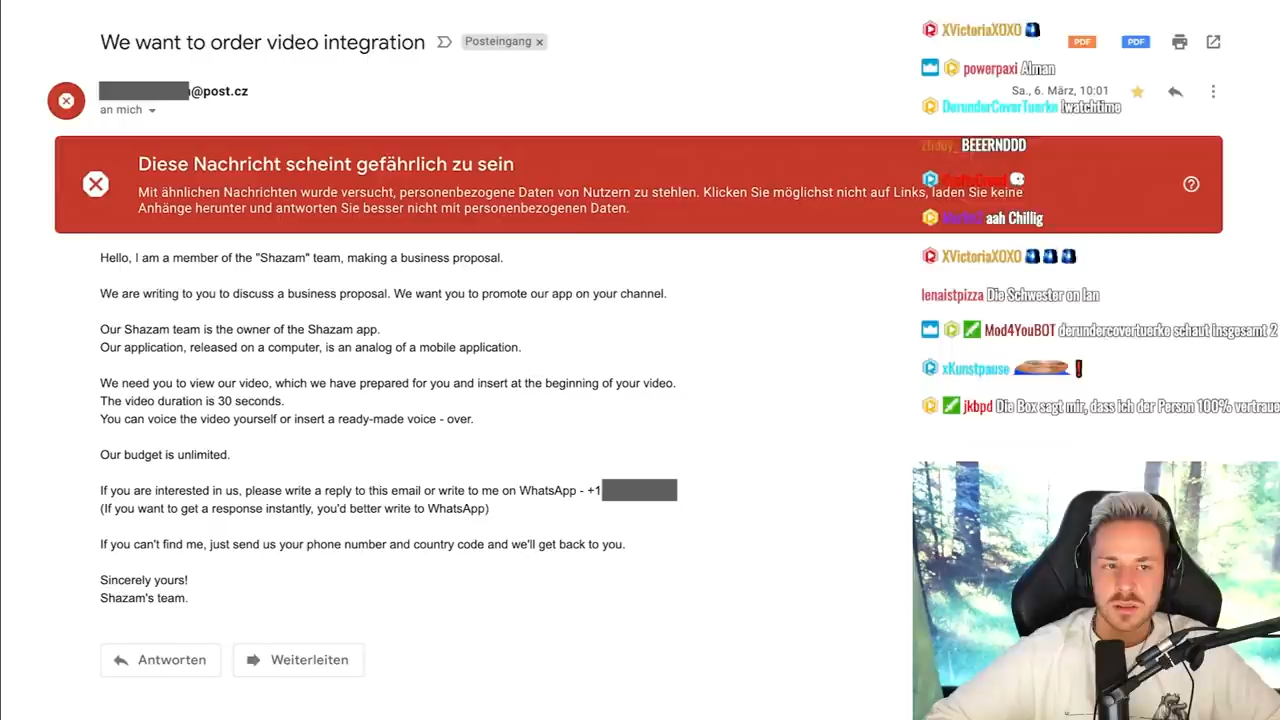 We want to order video integration
Posteingang ×
PDF
PDF
@post.cz
an mich
Sa., 6. März, 10:01
Diese Nachricht scheint gefährlich zu sein
Mit ähnlichen Nachrichten wurde versucht, personenbezogene Daten von Nutzern zu stehlen. Klicken Sie möglichst nicht auf Links, laden Sie keine
Anhänge herunter und antworten Sie besser nicht mit personenbezogenen Daten.
Hello, I am a member of the "Shazam" team, making a business proposal.
We are writing to you to discuss a business proposal. We want you to promote our app on your channel.
Our Shazam team is the owner of the Shazam app.
Our application, released on a computer, is an analog of a mobile application.
We need you to view our video, which we have prepared for you and insert at the beginning of your video.
The video duration is 30 seconds.
You can voice the video yourself or insert a ready-made voice - over.
Our budget is unlimited.
If you are interested in us, please write a reply to this email or write to me on WhatsApp - +1
(If you want to get a response instantly, you'd better write to WhatsApp)
If you can't find me, just send us your phone number and country code and we'll get back to you.
Sincerely yours!
Shazam's team.
Antworten
Weiterleiten
XVictoriaXOXO
powerpaxi Alman
DerunderCoverTuerke !watchtime
BEEERNDDD
aah Chillig
XVictoriaXOXO
lenaistpizza Die Schwester on Ian
Mod4YouBOT derundercovertuerke schaut insgesamt 2
xKunstpause
jkbpd Die Box sagt mir, dass ich der Person 100% vertraue